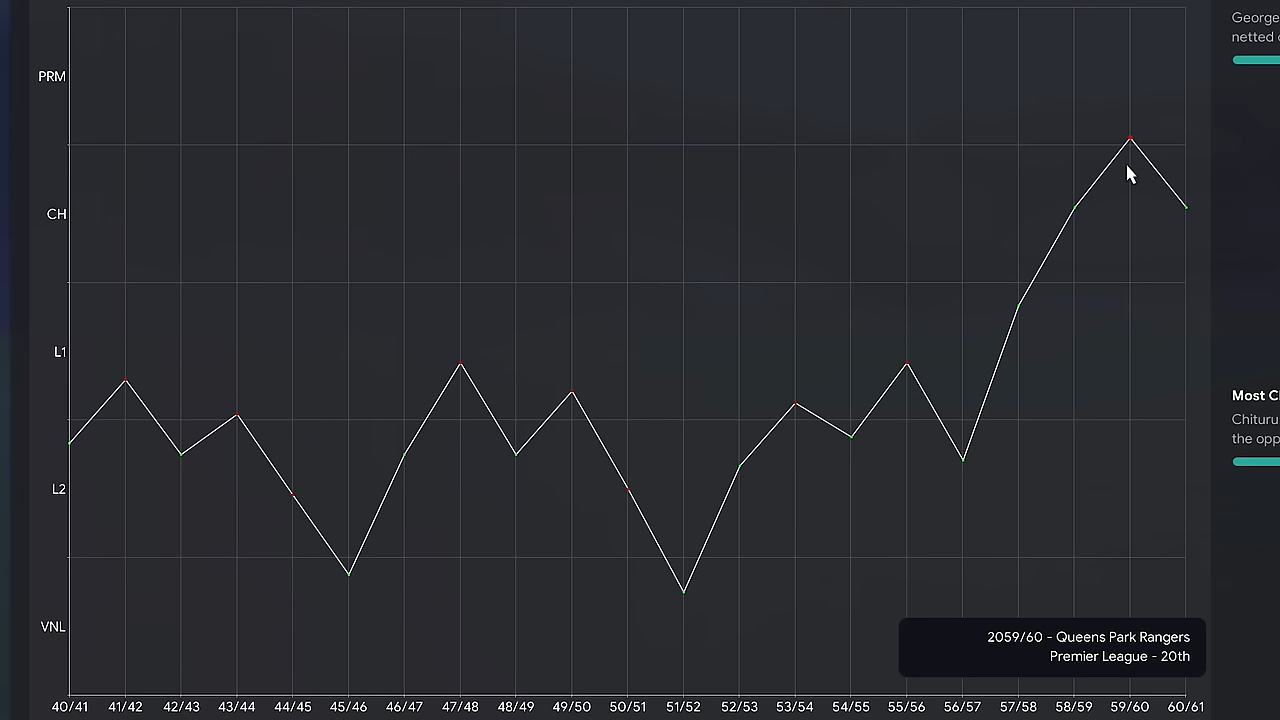 PRM
CH
L1
L2
VNL
40/41 41/42 42/43 43/44 44/45 45/46 46/47 47/48 48/49 49/50 50/51 51/52 52/53 53/54 54/55 55/56 56/57 57/58 58/59 59/60 60/61
2059/60 - Queens Park Rangers
Premier League - 20th
George
netted
Most
Chituru
the